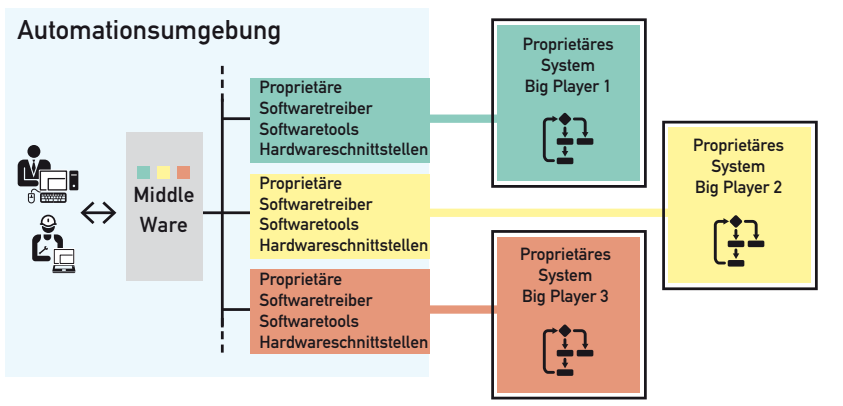 Automationsumgebung
Middle
Ware
Proprietäre
Softwaretreiber
Softwaretools
Hardwareschnittstellen
Proprietäre
Softwaretreiber
Softwaretools
Hardwareschnittstellen
Proprietäre
Softwaretreiber
Softwaretools
Hardwareschnittstellen
Proprietäres
System
Big Player 1
Proprietäres
System
Big Player 2
Proprietäres
System
Big Player 3